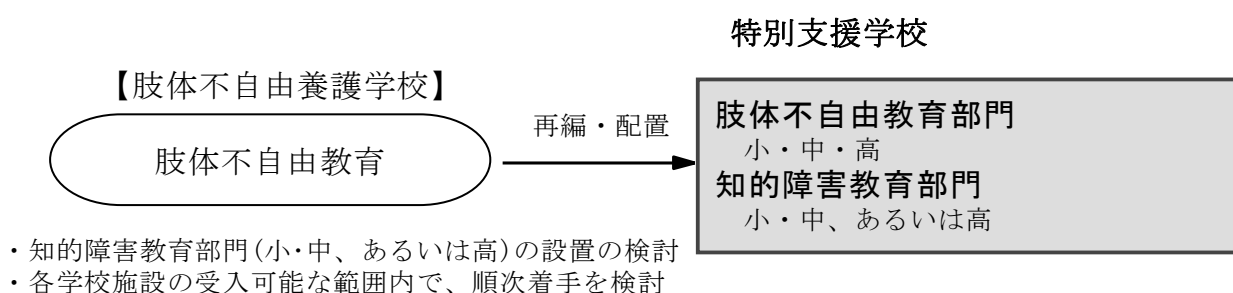 特別支援学校
【肢体不自由養護学校】
肢体不自由教育
再編・配置
肢体不自由教育部門
小・中・高
知的障害教育部門
小・中、あるいは高
・知的障害教育部門(小・中、あるいは高)の設置の検討
・各学校施設の受入可能な範囲内で、順次着手を検討